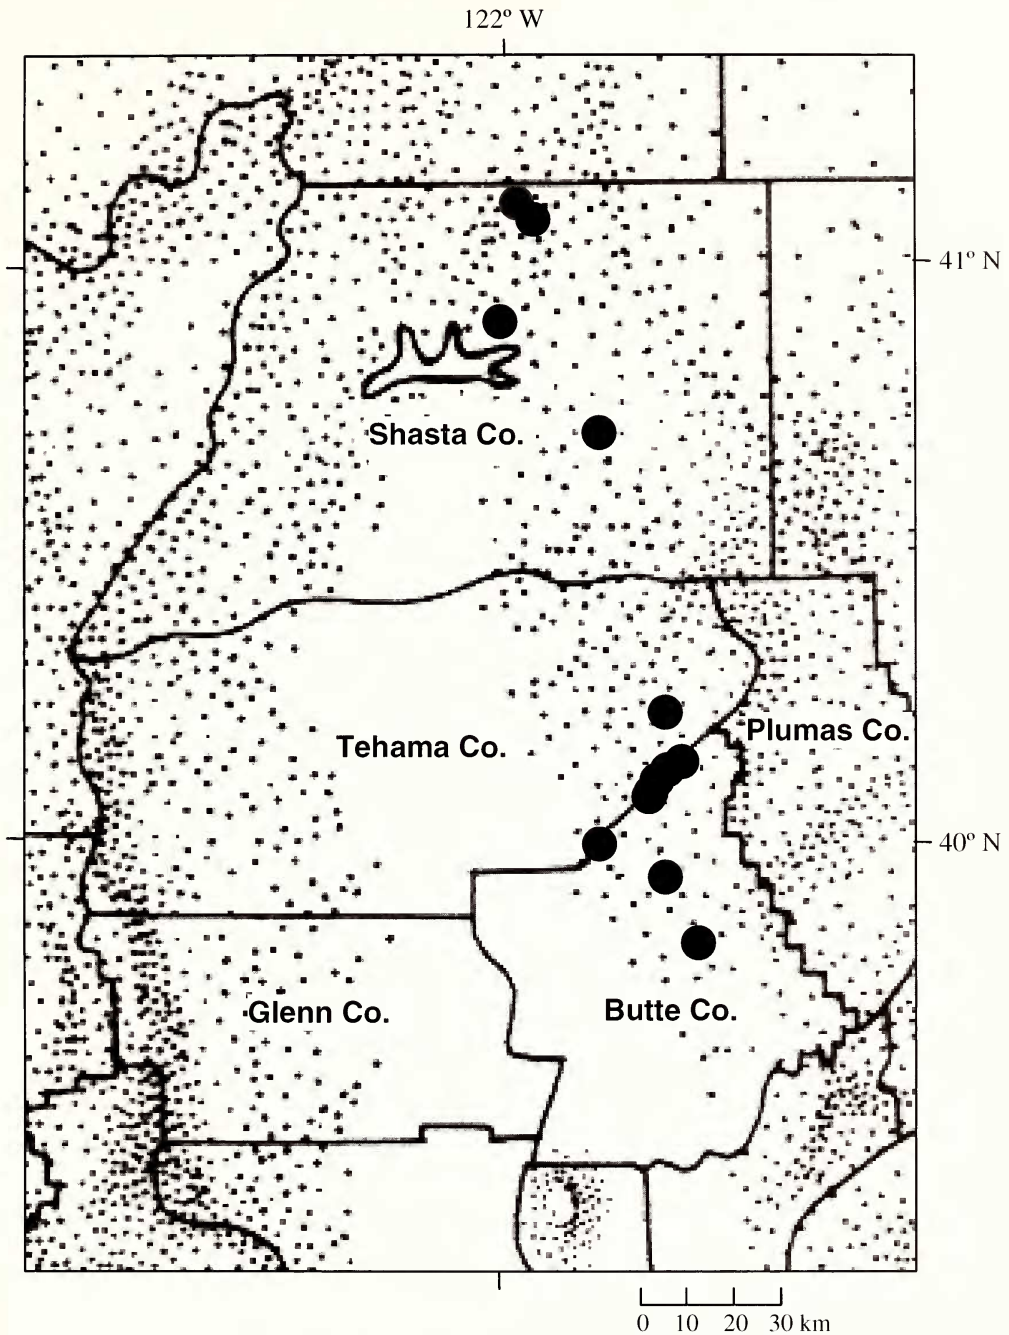 122º W
41º N
Shasta Co.
Plumas Co.
Tehama Co.
40º N
Glenn Co.
Butte Co.
0 10 20 30 km